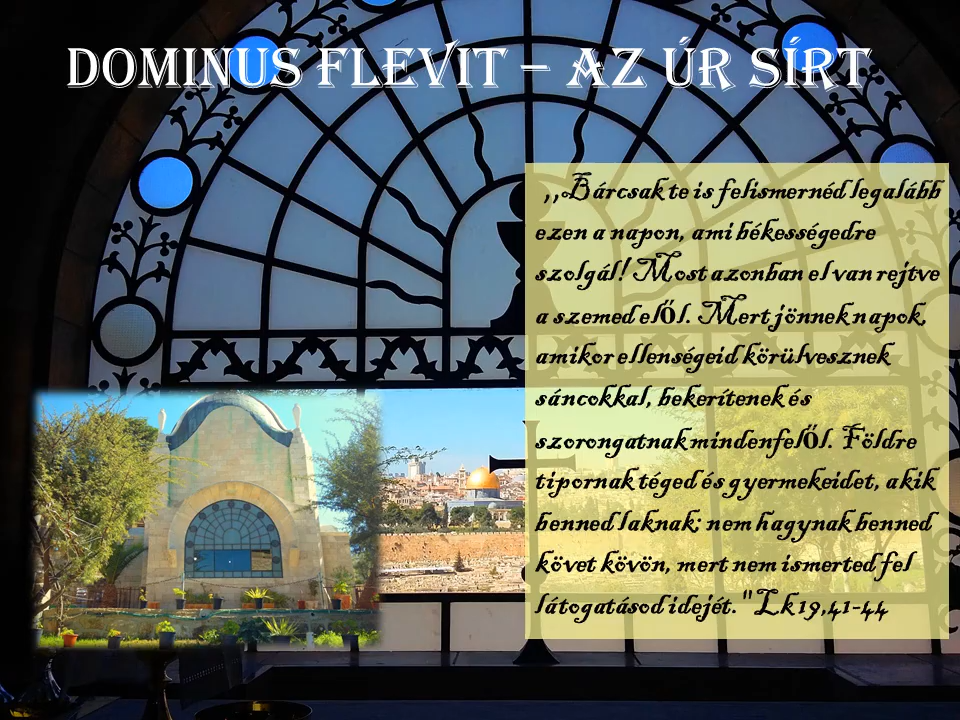 DOMINUS FLEVIT – AZ ÚR SÍRT
,,Bárcsak te is felismernéd legalább
ezen a napon, ami békességedre
szolgál! Most azonban el van rejtve
a szemed elől. Mert jönnek napok,
amikor ellenségeid körülvesznek
sáncokkal, bekerítenek és
szorongatnak mindenfelől. Földre
tipornak téged és gyermekeidet, akik
benned laknak; nem hagynak benned
követ kövön, mert nem ismerted fel
látogatásod idejét." Lk 19,41-44